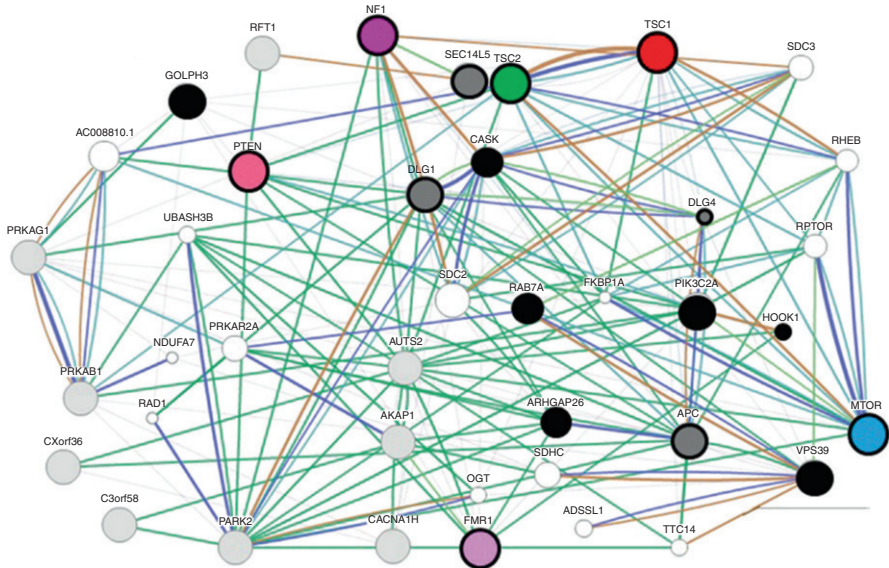 NF1
TSC1
RFT1
SEC14L5
TSC2
SDC3
GOLPH3
AC008810.1
PTEN
CASK
RHEB
DLG1
DLG4
UBASH3B
RPTOR
PRKAG1
SDC2
RAB7A
FKBP1A
PIK3C2A
HOOK1
PRKAR2A
NDUFA7
AUTS2
PRKAB1
RAD1
ARHGAP26
APC
MTOR
AKAP1
CXorf36
SDHC
VPS39
OGT
C3orf58
PARK2
CACNA1H
FMR1
ADSSL1
TTC14